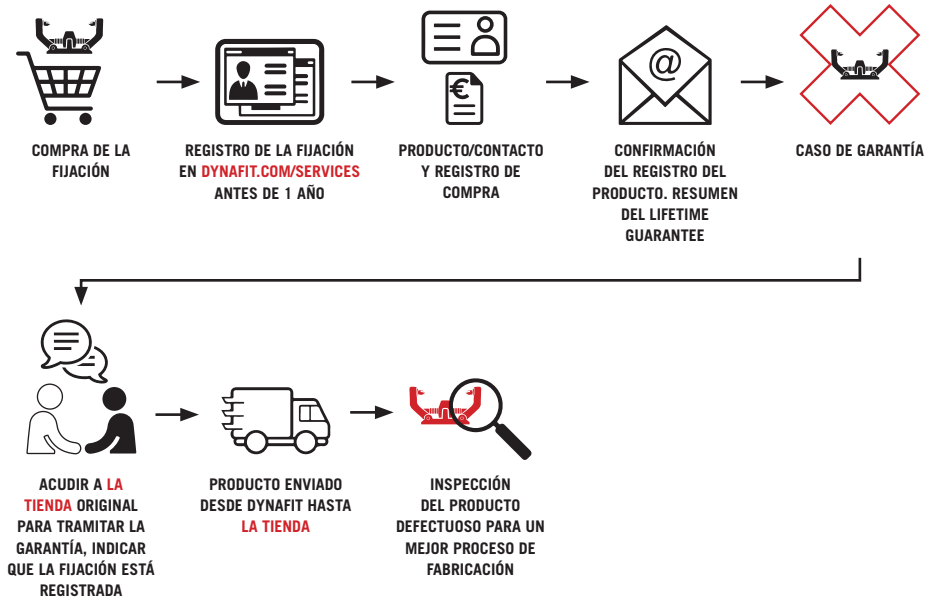 COMPRA DE LA
FIJACIÓN
REGISTRO DE LA FIJACIÓN
EN DYNAFIT.COM/SERVICES
ANTES DE 1 AÑO
PRODUCTO/CONTACTO
Y REGISTRO DE
COMPRA
CONFIRMACIÓN
DEL REGISTRO DEL
PRODUCTO. RESUMEN
DEL LIFETIME
GUARANTEE
CASO DE GARANTÍA
ACUDIR A LA
TIENDA ORIGINAL
PARA TRAMITAR LA
GARANTÍA, INDICAR
QUE LA FIJACIÓN ESTÁ
REGISTRADA
PRODUCTO ENVIADO
DESDE DYNAFIT HASTA
LA TIENDA
INSPECCIÓN
DEL PRODUCTO
DEFECTUOSO PARA UN
MEJOR PROCESO DE
FABRICACIÓN